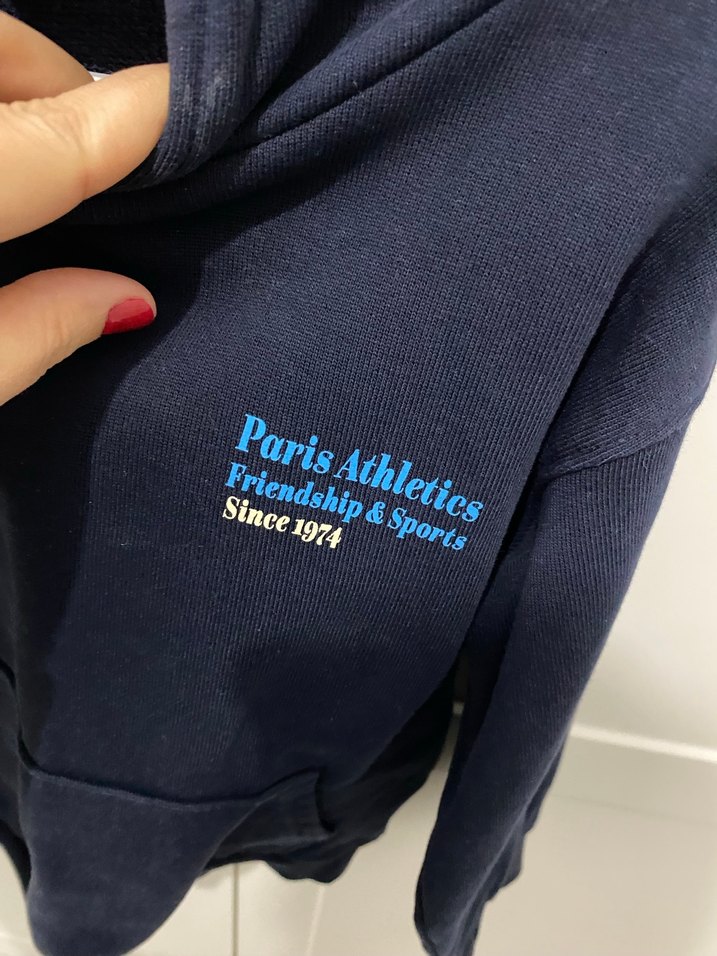 Paris Athletics
Friendship & Sports
Since 1974